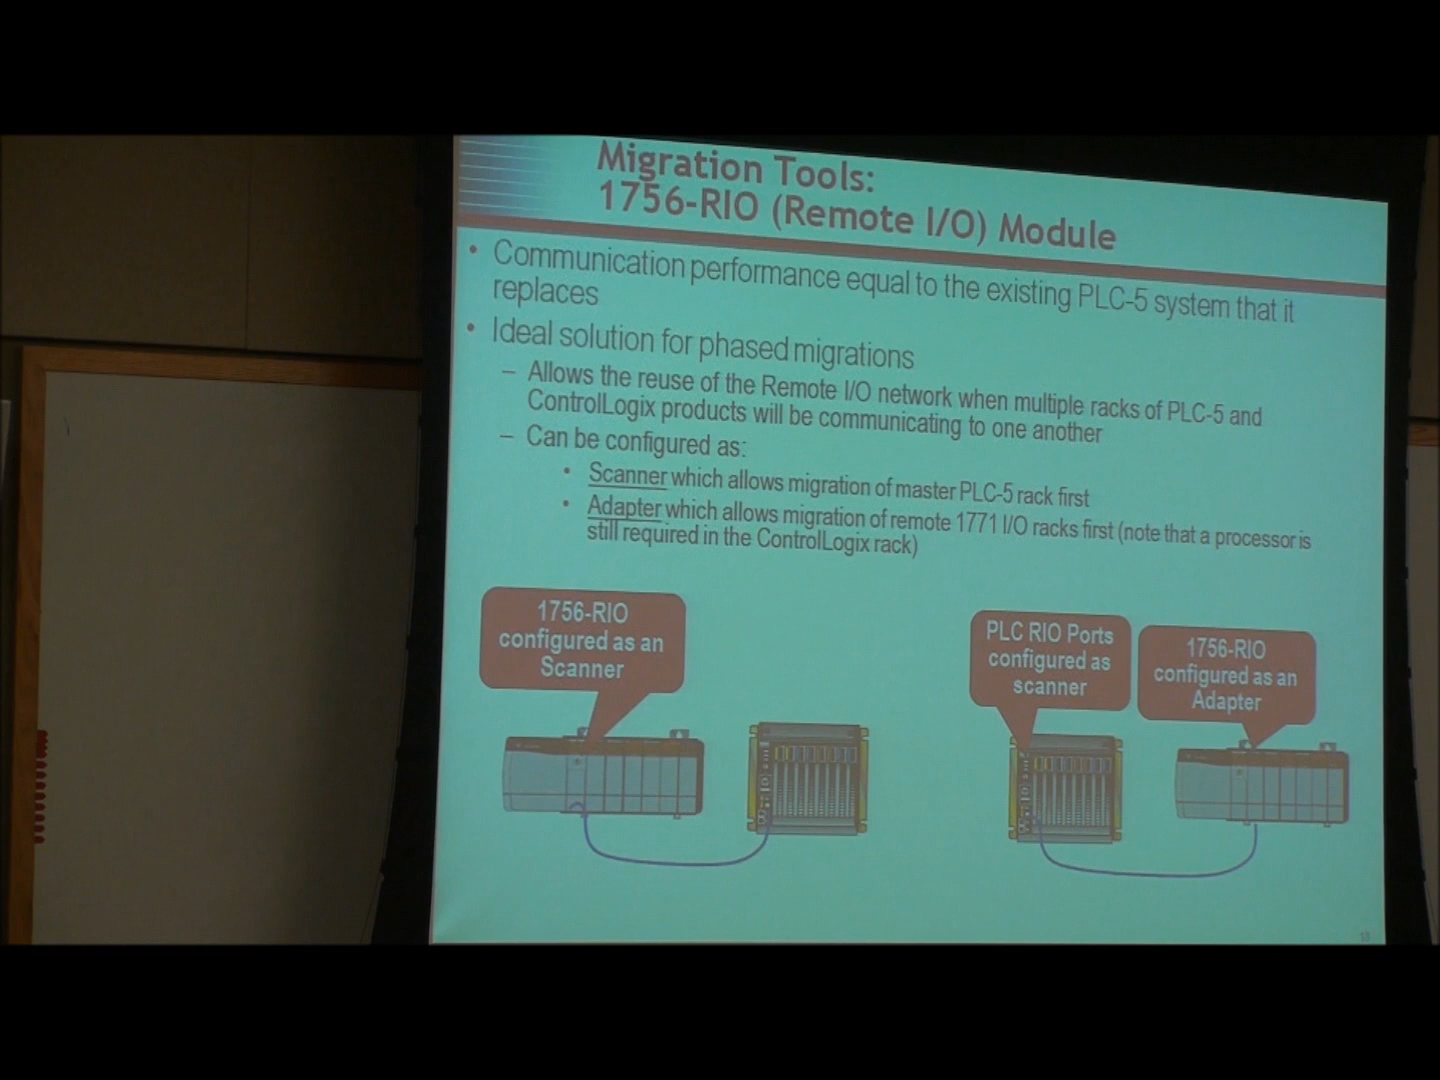 Migration Tools:
1756-RIO (Remote I/O) Module
• Communication performance equal to the existing PLC-5 system that it
replaces
• Ideal solution for phased migrations
– Allows the reuse of the Remote I/O network when multiple racks of PLC-5 and
ControlLogix products will be communicating to one another
– Can be configured as:
• Scanner which allows migration of master PLC-5 rack first
• Adapter which allows migration of remote 1771 I/O racks first (note that a processor is
still required in the ControlLogix rack)
1756-RIO
configured as an
Scanner
PLC RIO Ports
configured as
scanner
1756-RIO
configured as an
Adapter